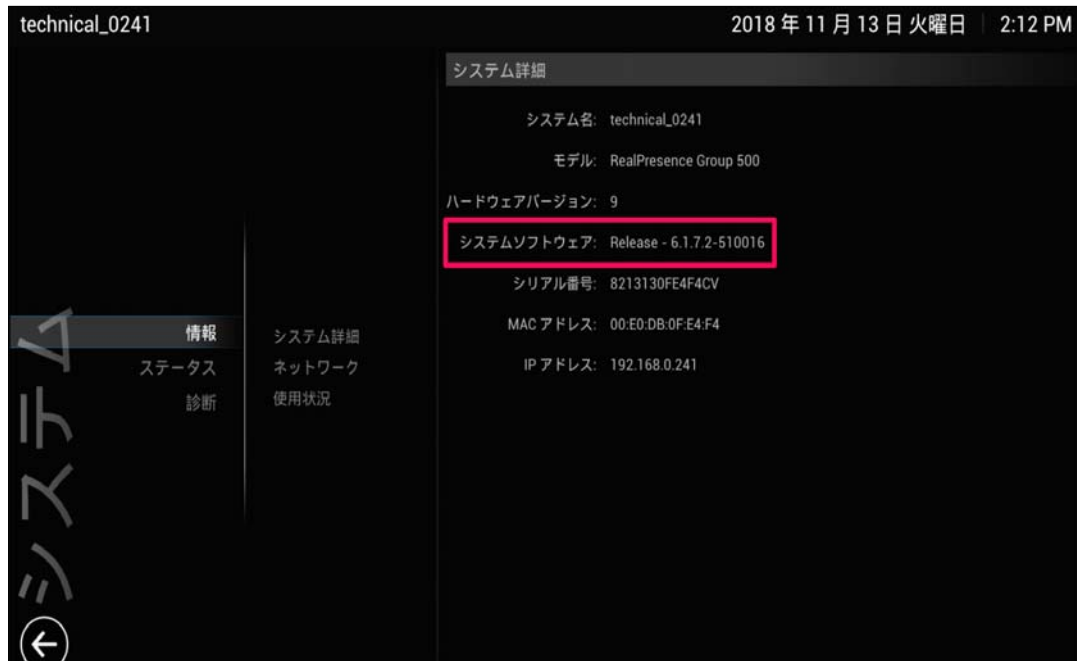 technical_0241
2018 年 11 月 13 日 火曜日 2:12 PM
システム詳細
システム名: technical_0241
モデル: RealPresence Group 500
ハードウェアバージョン: 9
システムソフトウェア: Release - 6.1.7.2-510016
シリアル番号: 8213130FE4F4CV
MAC アドレス: 00:E0:DB:0F:E4:F4
IP アドレス: 192.168.0.241
システム
情報
ステータス
診断
システム詳細
ネットワーク
使用状況